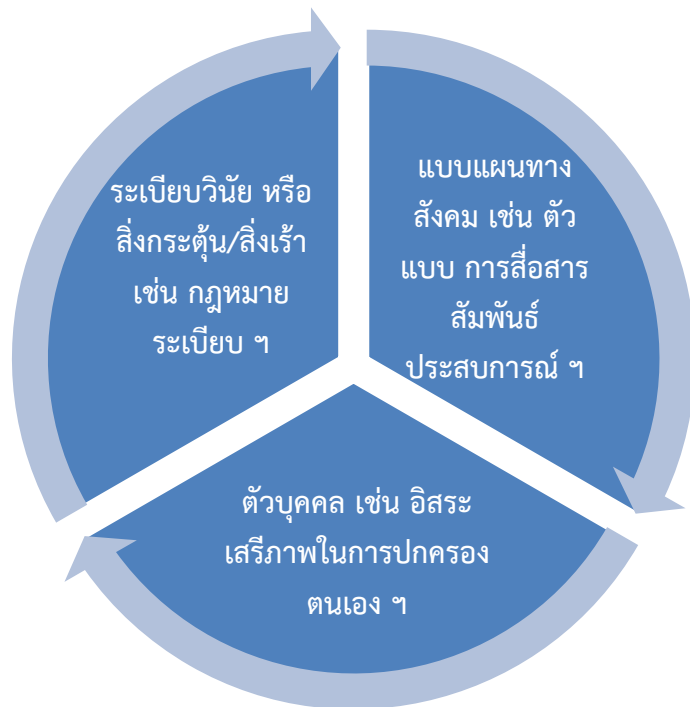 ระเบียบวินัย หรือ
สิ่งกระตุ้น/สิ่งเร้า
เช่น กฎหมาย
ระเบียบ ฯ
แบบแผนทาง
สังคม เช่น ตัว
แบบ การสื่อสาร
สัมพันธ์
ประสบการณ์ ฯ
ตัวบุคคล เช่น อิสระ
เสรีภาพในการปกครอง
ตนเอง ฯ